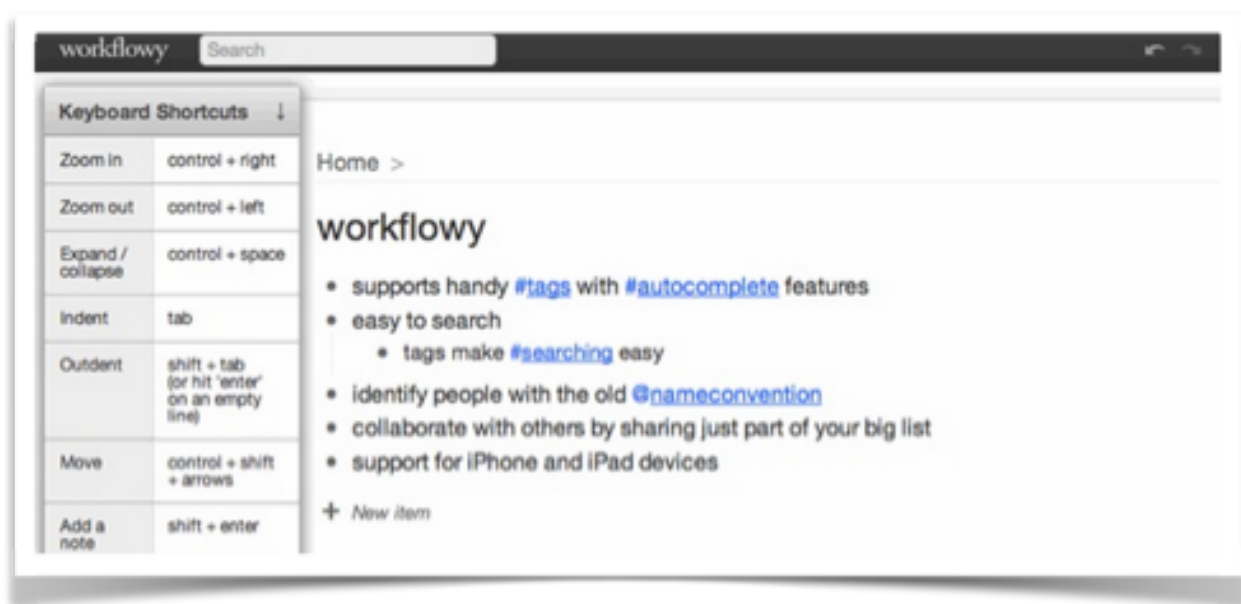 workflowy Search
Keyboard Shortcuts ↓
Zoom in control + right
Zoom out control + left
Expand / control + space
collapse
Indent tab
Outdent shift + tab
(or hit 'enter'
on an empty
line)
Move control + shift
+ arrows
Add a shift + enter
note
Home >
workflowy
• supports handy #tags with #autocomplete features
• easy to search
• tags make #searching easy
• identify people with the old @nameconvention
• collaborate with others by sharing just part of your big list
• support for iPhone and iPad devices
+ New item